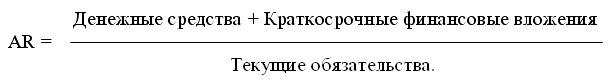 Денежные средства + Краткосрочные финансовые вложения
AR =
Текущие обязательства.